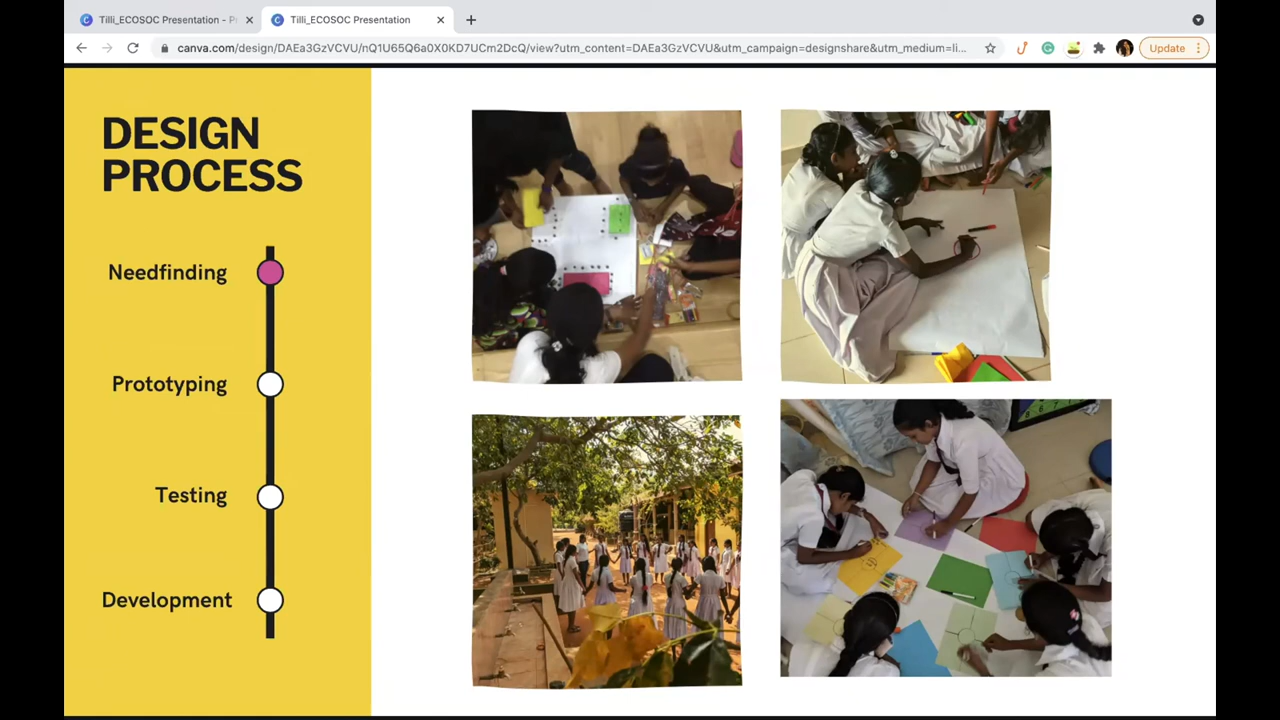 Tilli_ECOSOC Presentation - P
Tilli_ECOSOC Presentation
canva.com/design/DAEa3GzVCVU/nQ1U65Q6a0X0KD7UCm2DcQ/view?utm_content=DAEa3GzVCVU&utm_campaign=designshare&utm_medium=li...
Update
DESIGN
PROCESS
Needfinding
Prototyping
Testing
Development